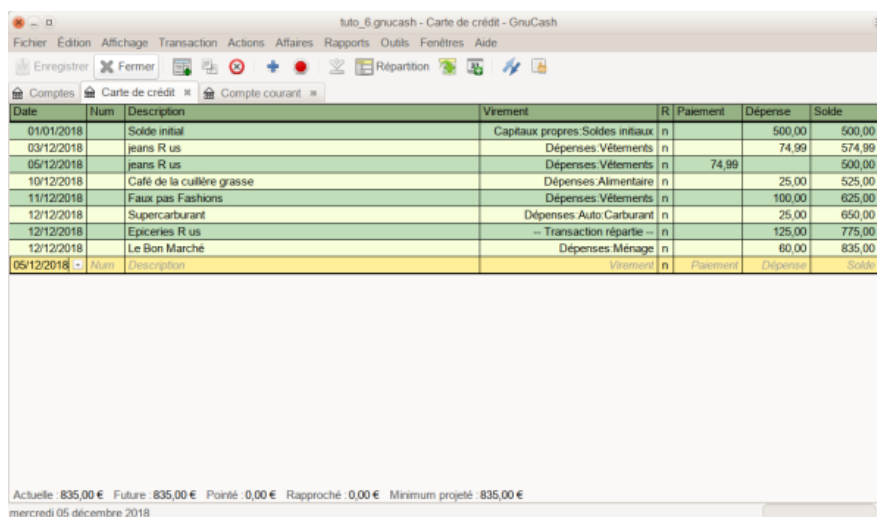 tuto_6.gnucash - Carte de crédit - GnuCash
Fichier Édition Affichage Transaction Actions Affaires Rapports Outils Fenêtres Aide
Enregistrer Fermer Répartition
Comptes Carte de crédit Compte courant
Date Num Description Virement R Paiement Dépense Solde
01/01/2018 Solde initial Capitaux propres:Soldes initiaux n 500,00 500,00
03/12/2018 jeans R us Dépenses:Vêtements n 74,99 574,99
05/12/2018 jeans R us Dépenses:Vêtements n 74,99 500,00
10/12/2018 Café de la cuillère grasse Dépenses:Alimentaire n 25,00 525,00
11/12/2018 Faux pas Fashions Dépenses:Vêtements n 100,00 625,00
12/12/2018 Supercarburant Dépenses:Auto:Carburant n 25,00 650,00
12/12/2018 Epiceries R us -- Transaction répartie -- n 125,00 775,00
12/12/2018 Le Bon Marché Dépenses:Ménage n 60,00 835,00
05/12/2018 Num Description Virement n Paiement Dépense Solde
Actuelle : 835,00 € Future : 835,00 € Pointé : 0,00 € Rapproché : 0,00 € Minimum projeté : 835,00 €
mercredi 05 décembre 2018